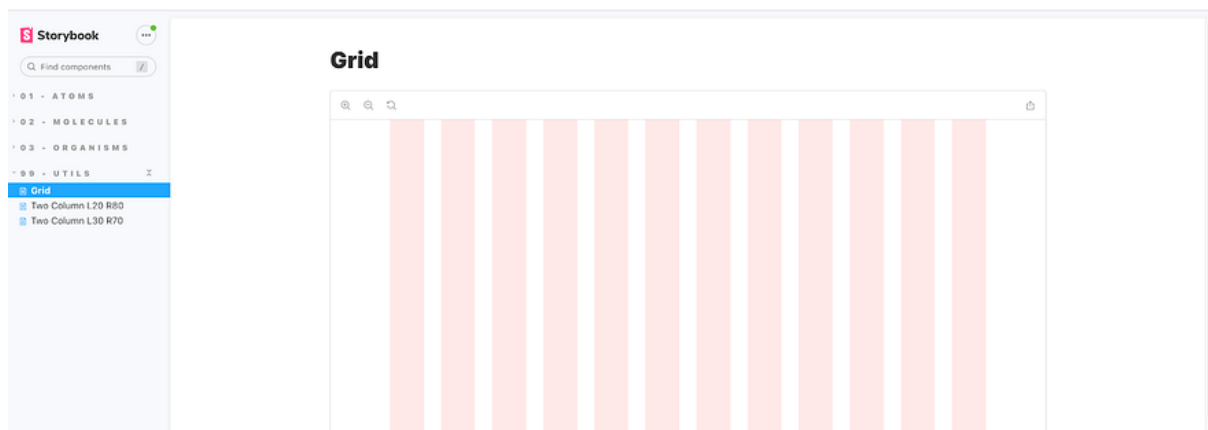 Storybook
Find components /
01 - ATOMS
02 - MOLECULES
03 - ORGANISMS
99 - UTILS
Grid
Two Column L20 R80
Two Column L30 R70
Grid